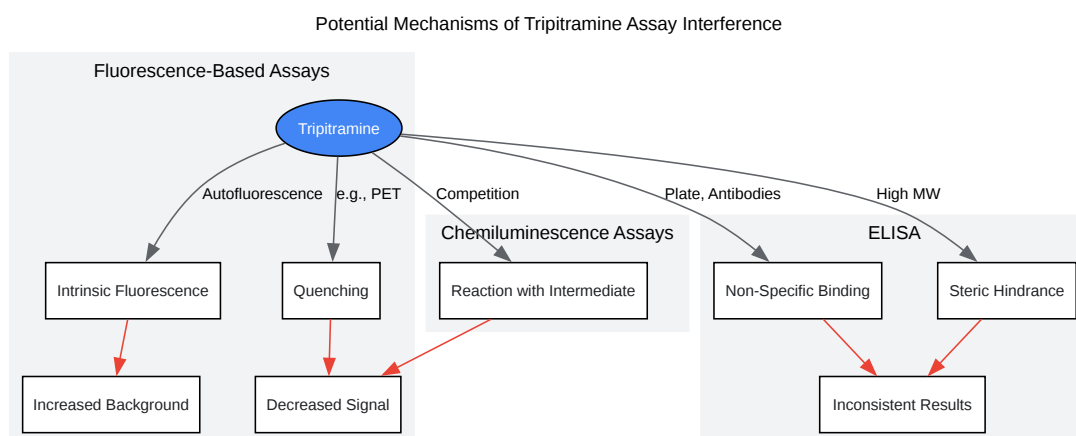 Potential Mechanisms of Tripitramine Assay Interference
Fluorescence-Based Assays
Tripitramine
Autofluorescence
e.g., PET
Competition
Plate, Antibodies
High MW
Chemiluminescence Assays
ELISA
Intrinsic Fluorescence
Quenching
Reaction with Intermediate
Non-Specific Binding
Steric Hindrance
Increased Background
Decreased Signal
Inconsistent Results